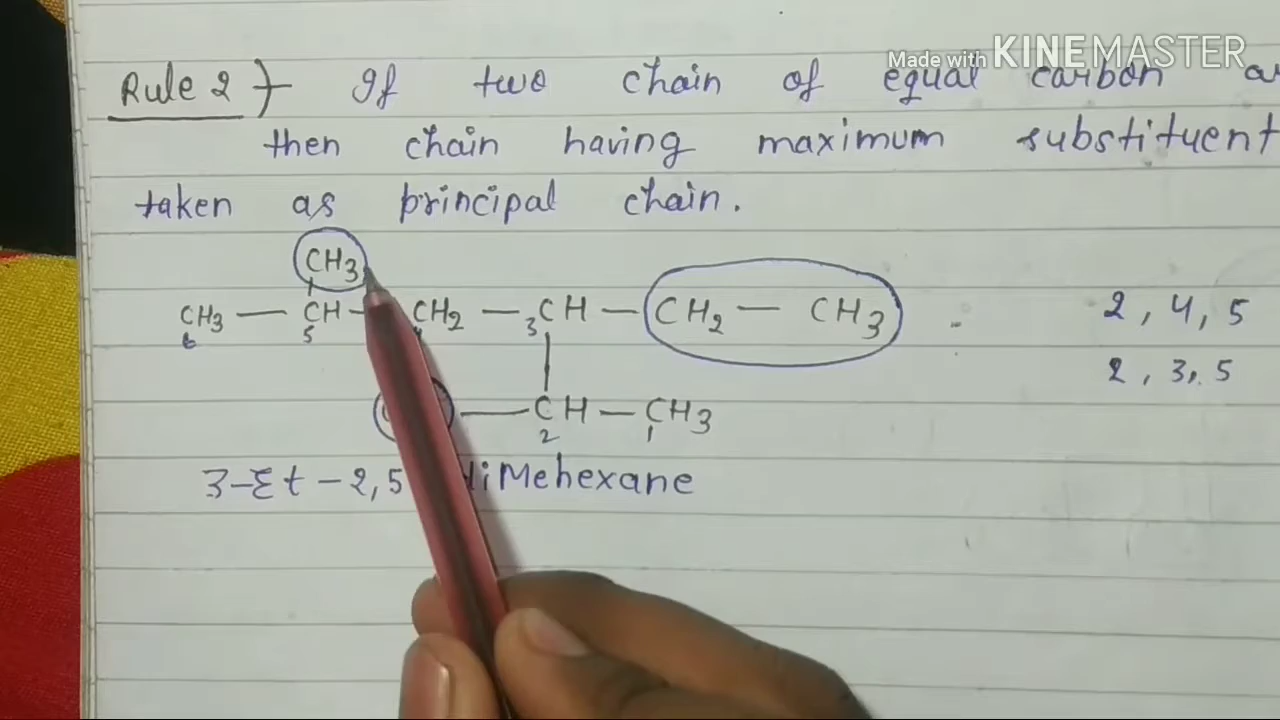 Made with KINEMASTER
Rule 2 )- If two chain of equal carbon
then chain having maximum substituent
taken as principal chain.
CH3
CH3 — CH — CH2 — CH — CH2 — CH3
6 5 3
2, 4, 5
2, 3, 5
— CH — CH3
2 1
3-Et-2,5 diMehexane